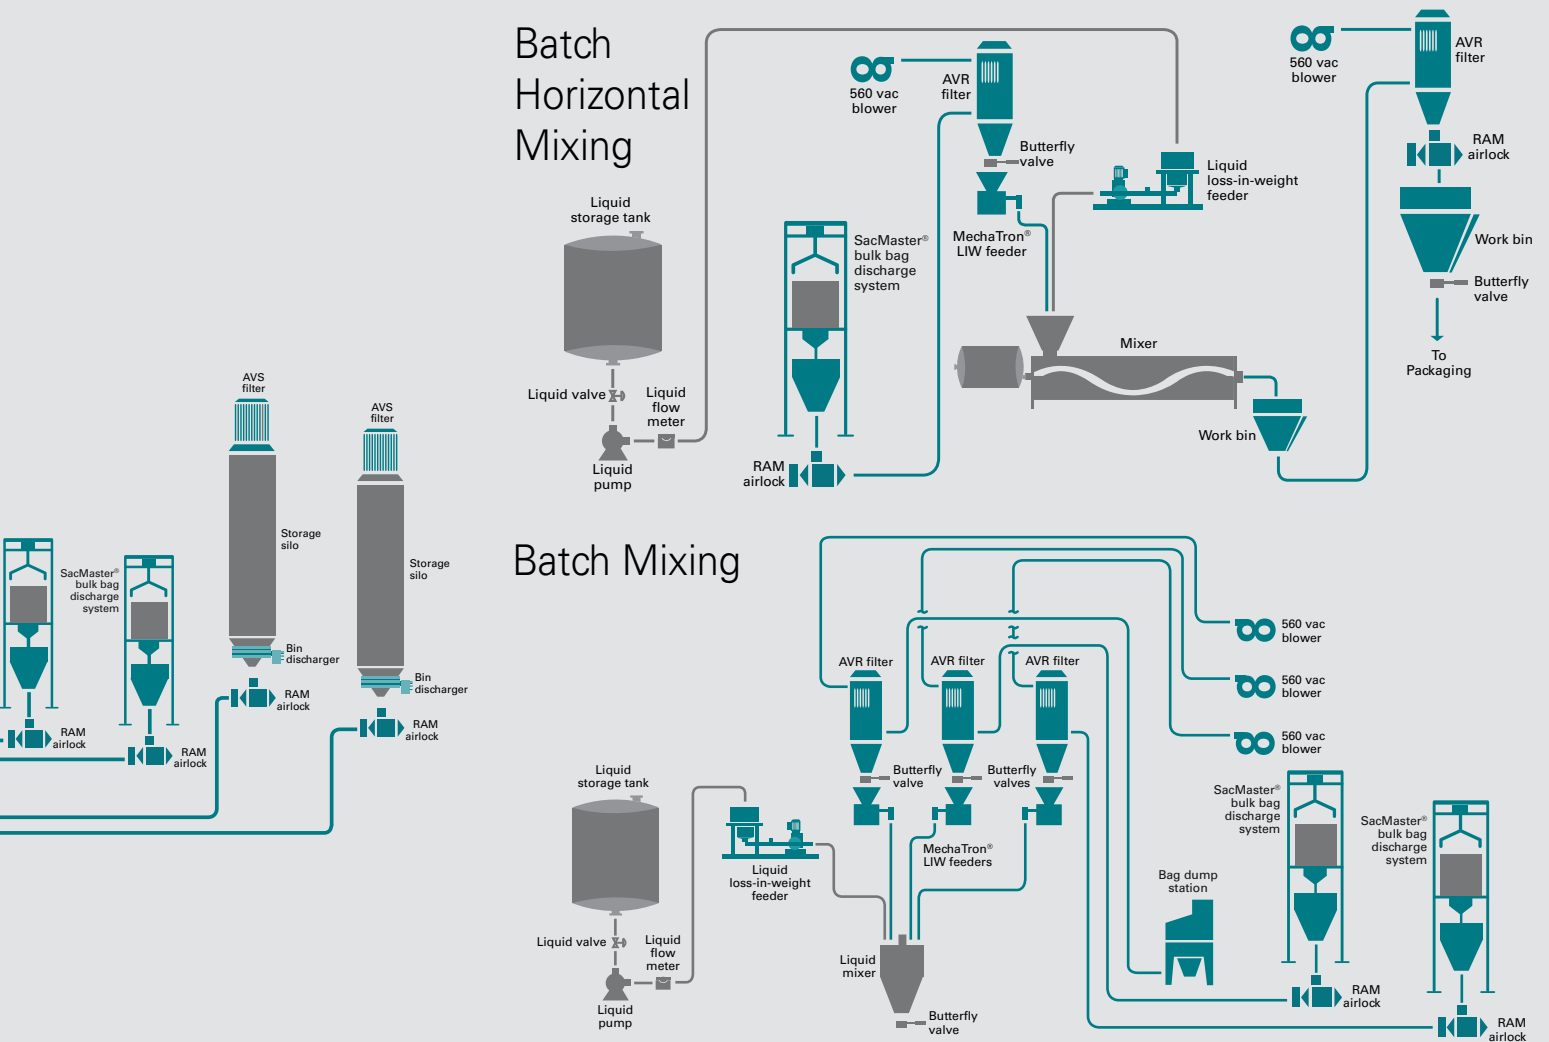 Batch
Horizontal
Mixing
560 vac
blower
AVR
filter
560 vac
blower
AVR
filter
Butterfly
valve
Liquid
loss-in-weight
feeder
RAM
airlock
Liquid
storage tank
SacMaster®
bulk bag
discharge
system
MechaTron®
LIW feeder
Work bin
Butterfly
valve
To
Packaging
Mixer
Liquid valve
Liquid
flow
meter
Work bin
Liquid
pump
RAM
airlock
AVS
filter
AVS
filter
Storage
silo
Storage
silo
SacMaster®
bulk bag
discharge
system
Bin
discharger
Bin
discharger
RAM
airlock
RAM
airlock
RAM
airlock
RAM
airlock
Batch Mixing
560 vac
blower
560 vac
blower
560 vac
blower
AVR filter
AVR filter
AVR filter
Butterfly
valve
Butterfly
valves
Liquid
storage tank
MechaTron®
LIW feeders
Liquid
loss-in-weight
feeder
SacMaster®
bulk bag
discharge
system
SacMaster®
bulk bag
discharge
system
Bag dump
station
Liquid valve
Liquid
flow
meter
Liquid
mixer
Liquid
pump
Butterfly
valve
RAM
airlock
RAM
airlock